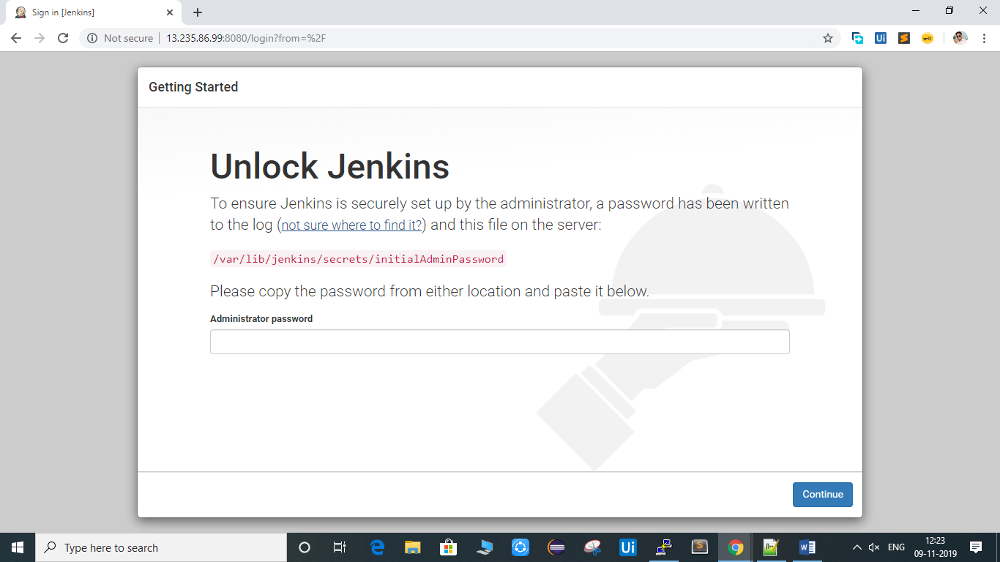 Sign in [Jenkins]
Not secure
13.235.86.99:8080/login?from=%2F
Ui
Getting Started
Unlock Jenkins
To ensure Jenkins is securely set up by the administrator, a password has been written
to the log (not sure where to find it?) and this file on the server:
/var/lib/jenkins/secrets/initialAdminPassword
Please copy the password from either location and paste it below.
Administrator password
Continue
Type here to search
Ui
ENG
12:23
09-11-2019